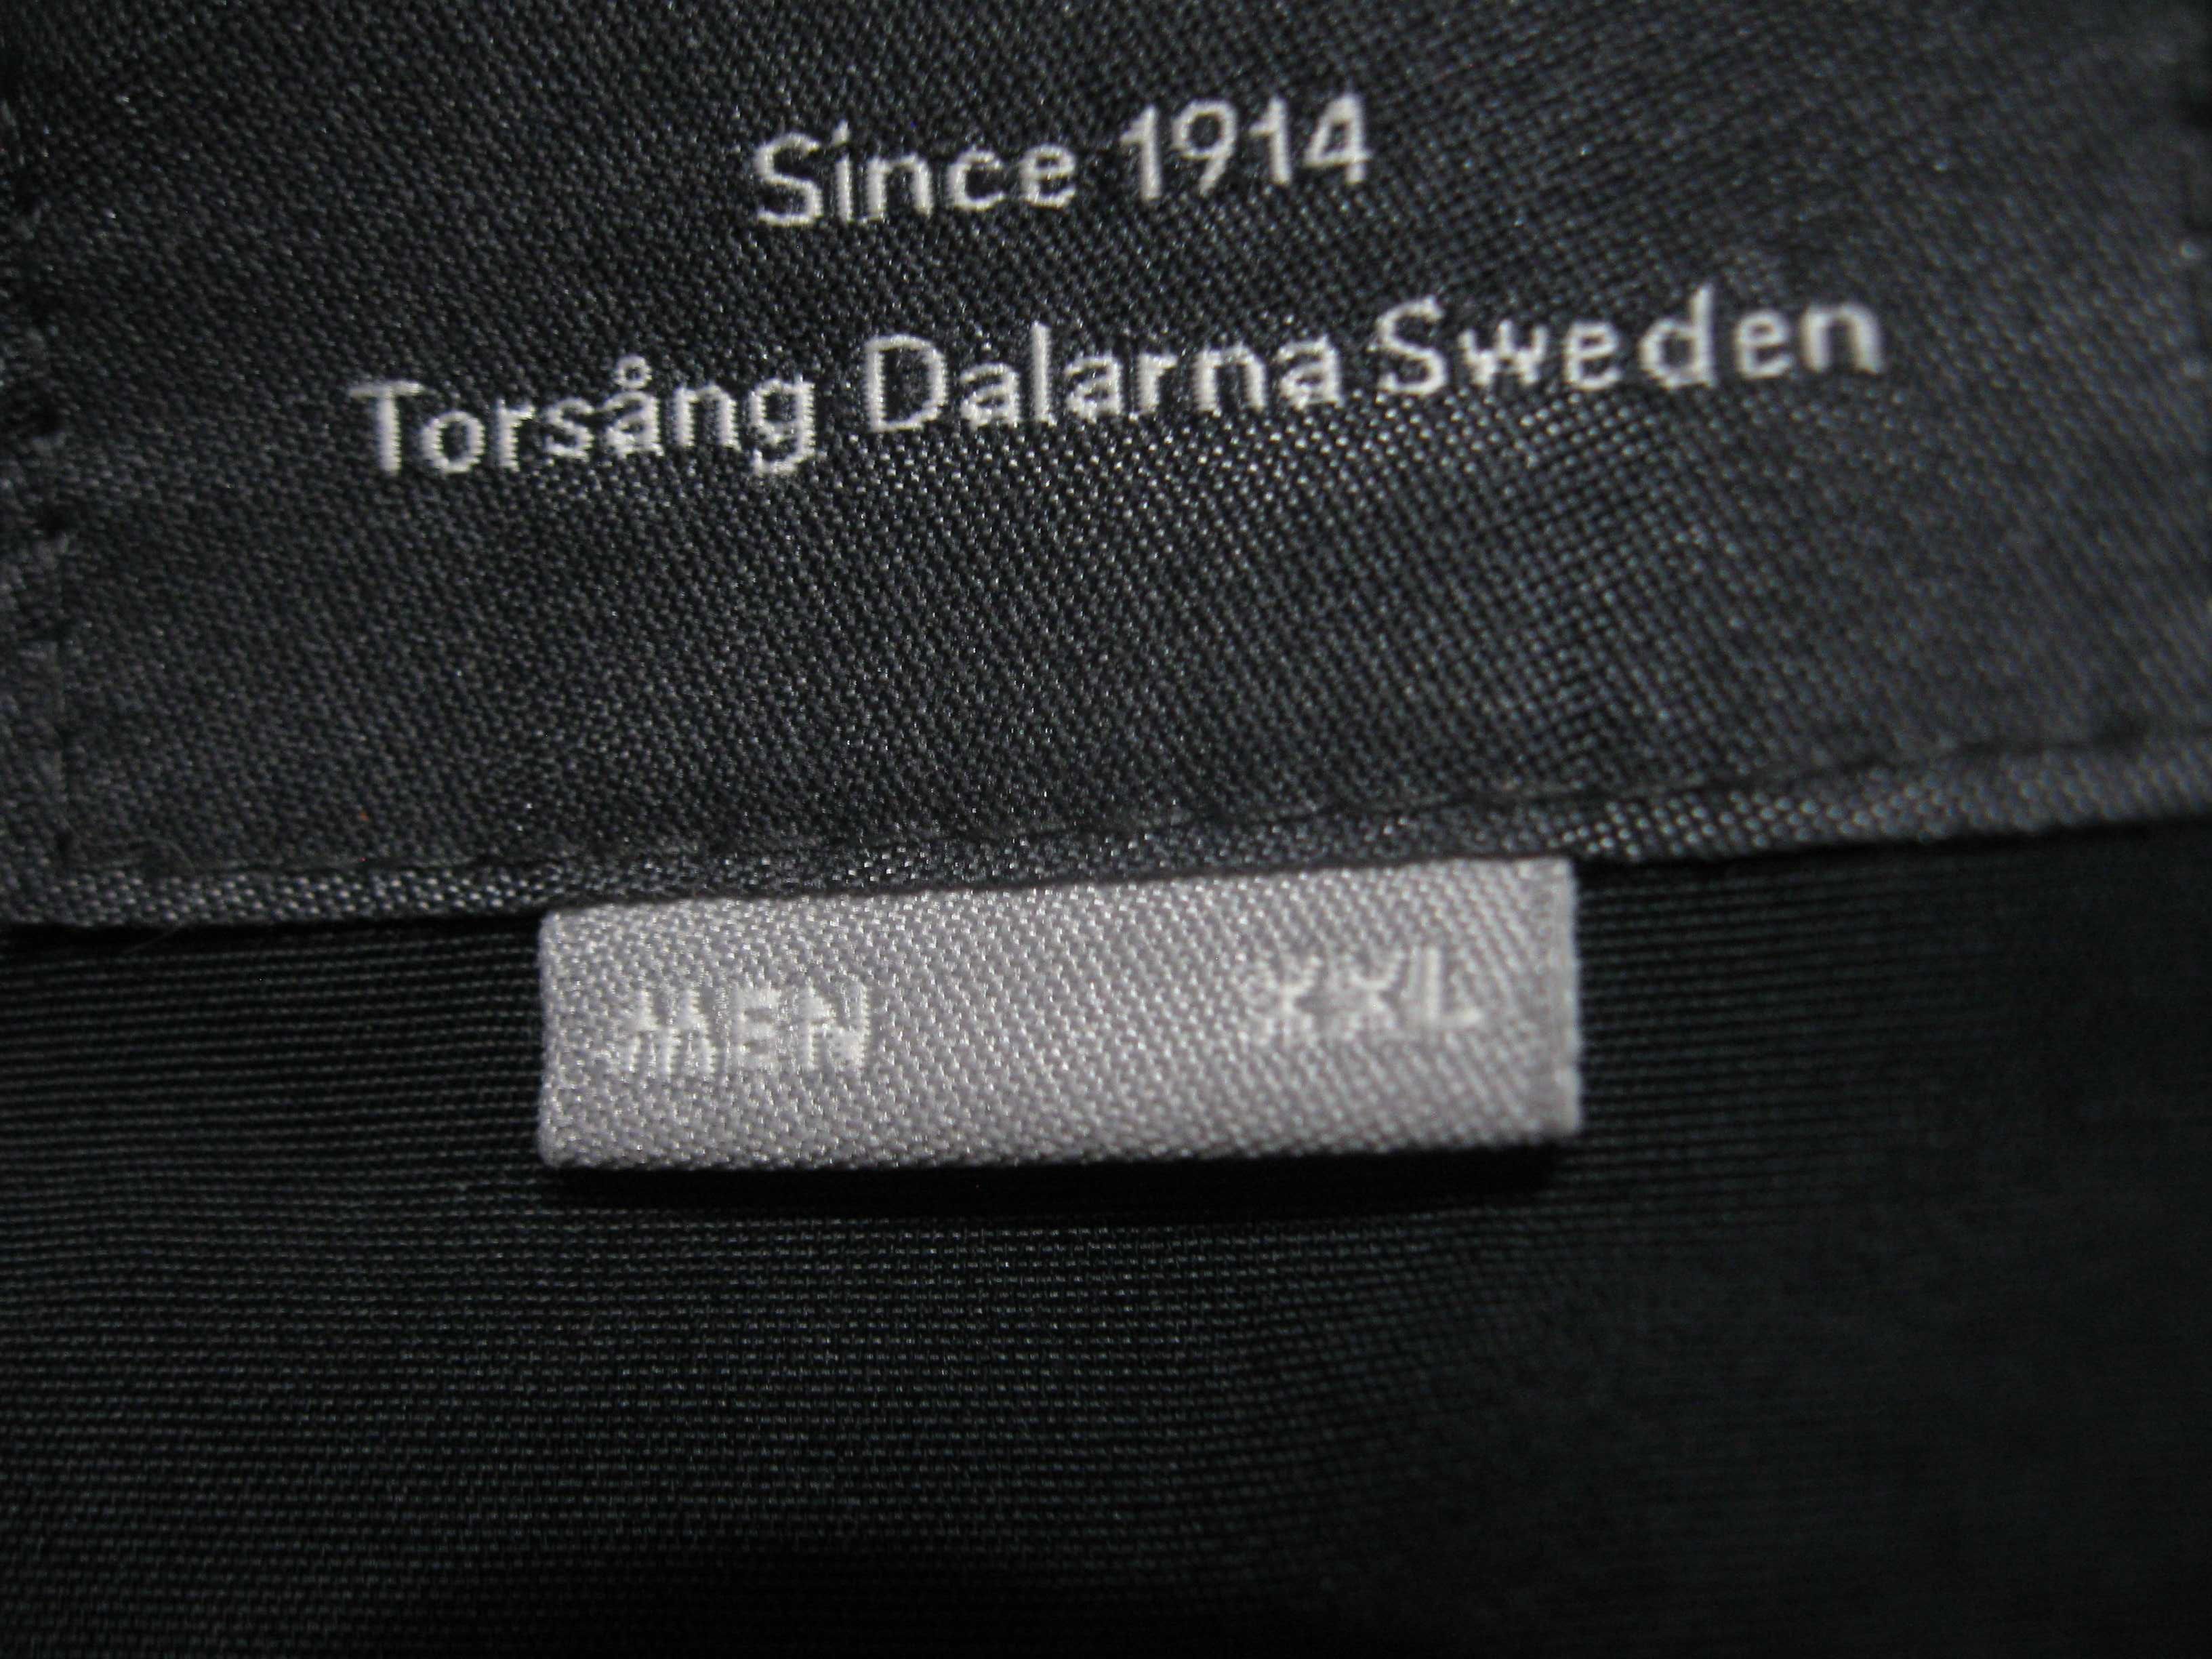 Since 1914
Torsång Dalarna Sweden
MEN XXL